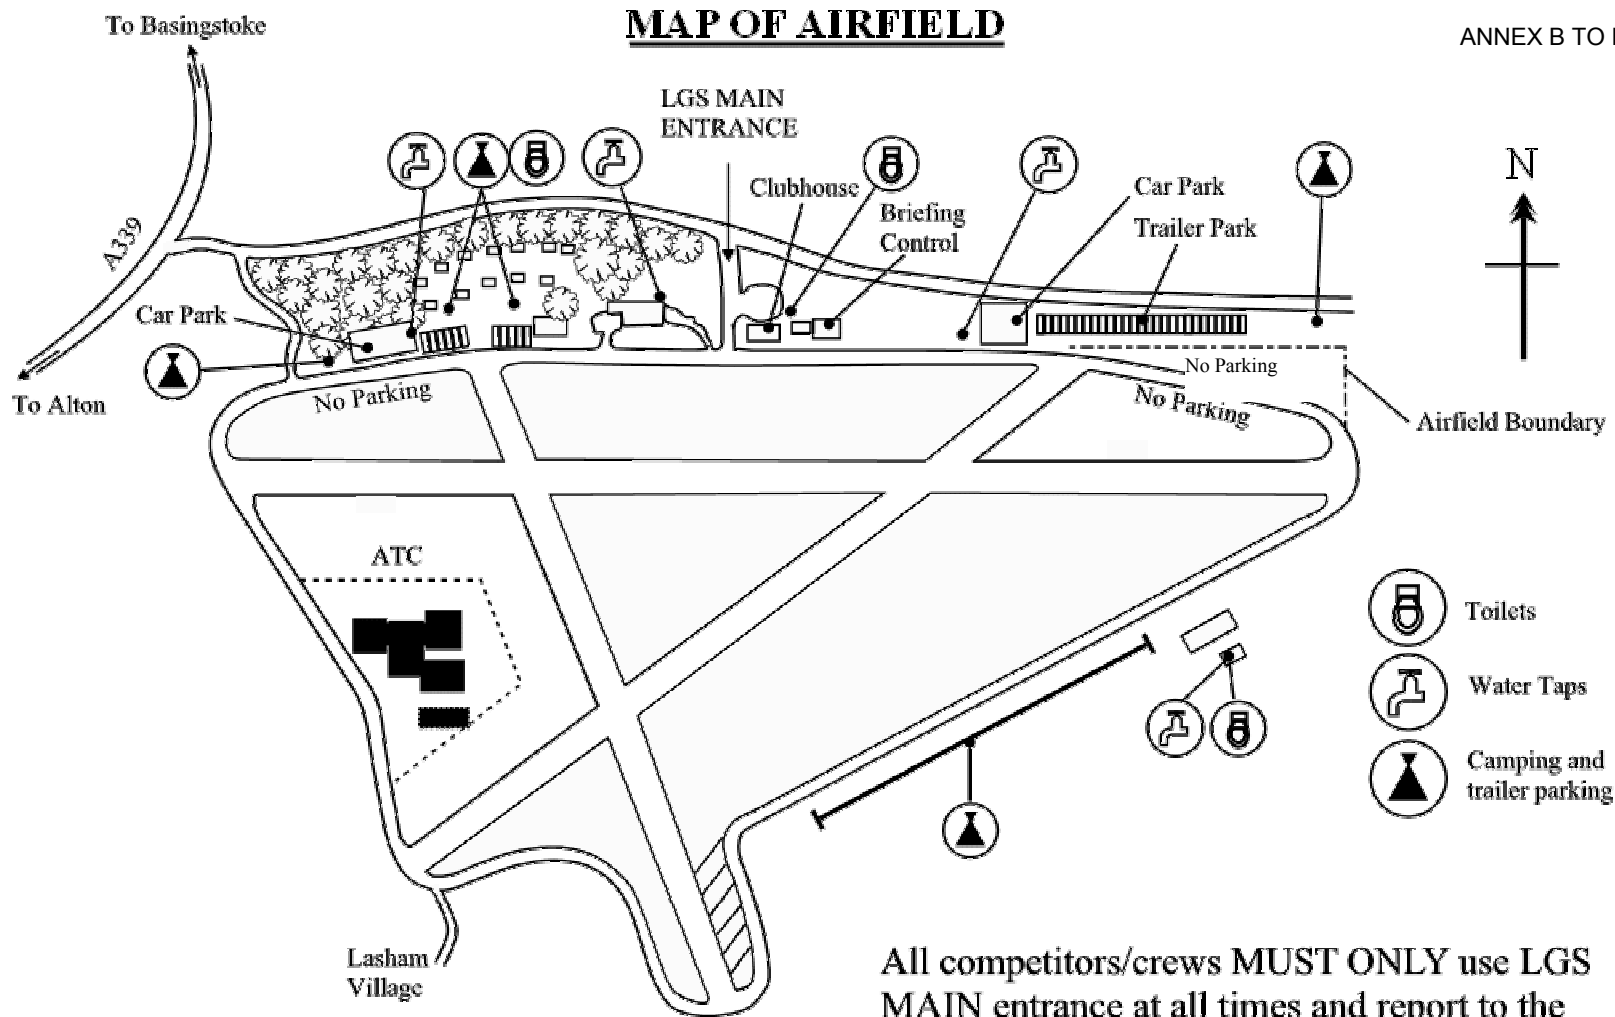 To Basingstoke
MAP OF AIRFIELD
ANNEX B TO
LGS MAIN
ENTRANCE
N
Clubhouse
Briefing
Control
Car Park
Trailer Park
A339
Car Park
No Parking
No Parking
No Parking
To Alton
Airfield Boundary
ATC
Toilets
Water Taps
Camping and
trailer parking
Lasham
Village
All competitors/crews MUST ONLY use LGS
MAIN entrance at all times and report to the